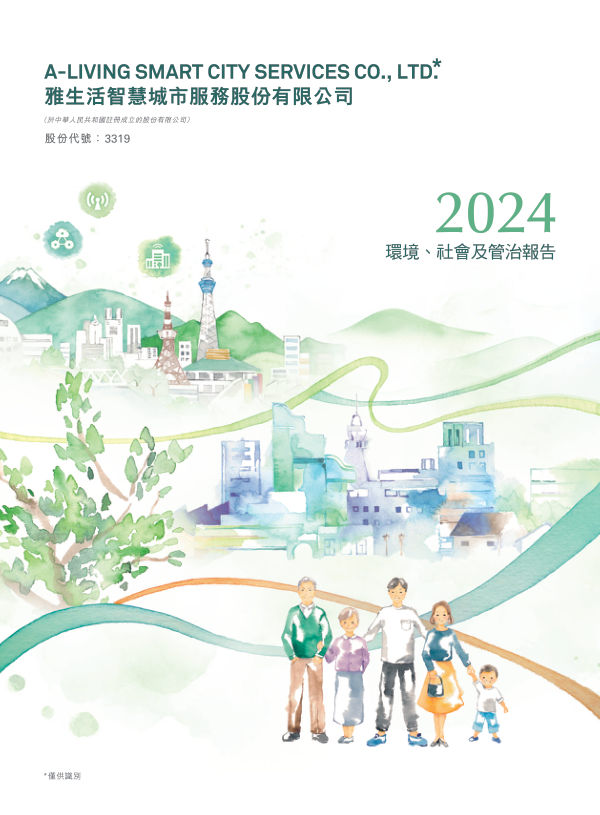 A-LIVING SMART CITY SERVICES CO., LTD.*
雅生活智慧城市服務股份有限公司
(於中華人民共和國註冊成立的股份有限公司)
股份代號：3319
2024
環境、社會及管治報告
*僅供識別